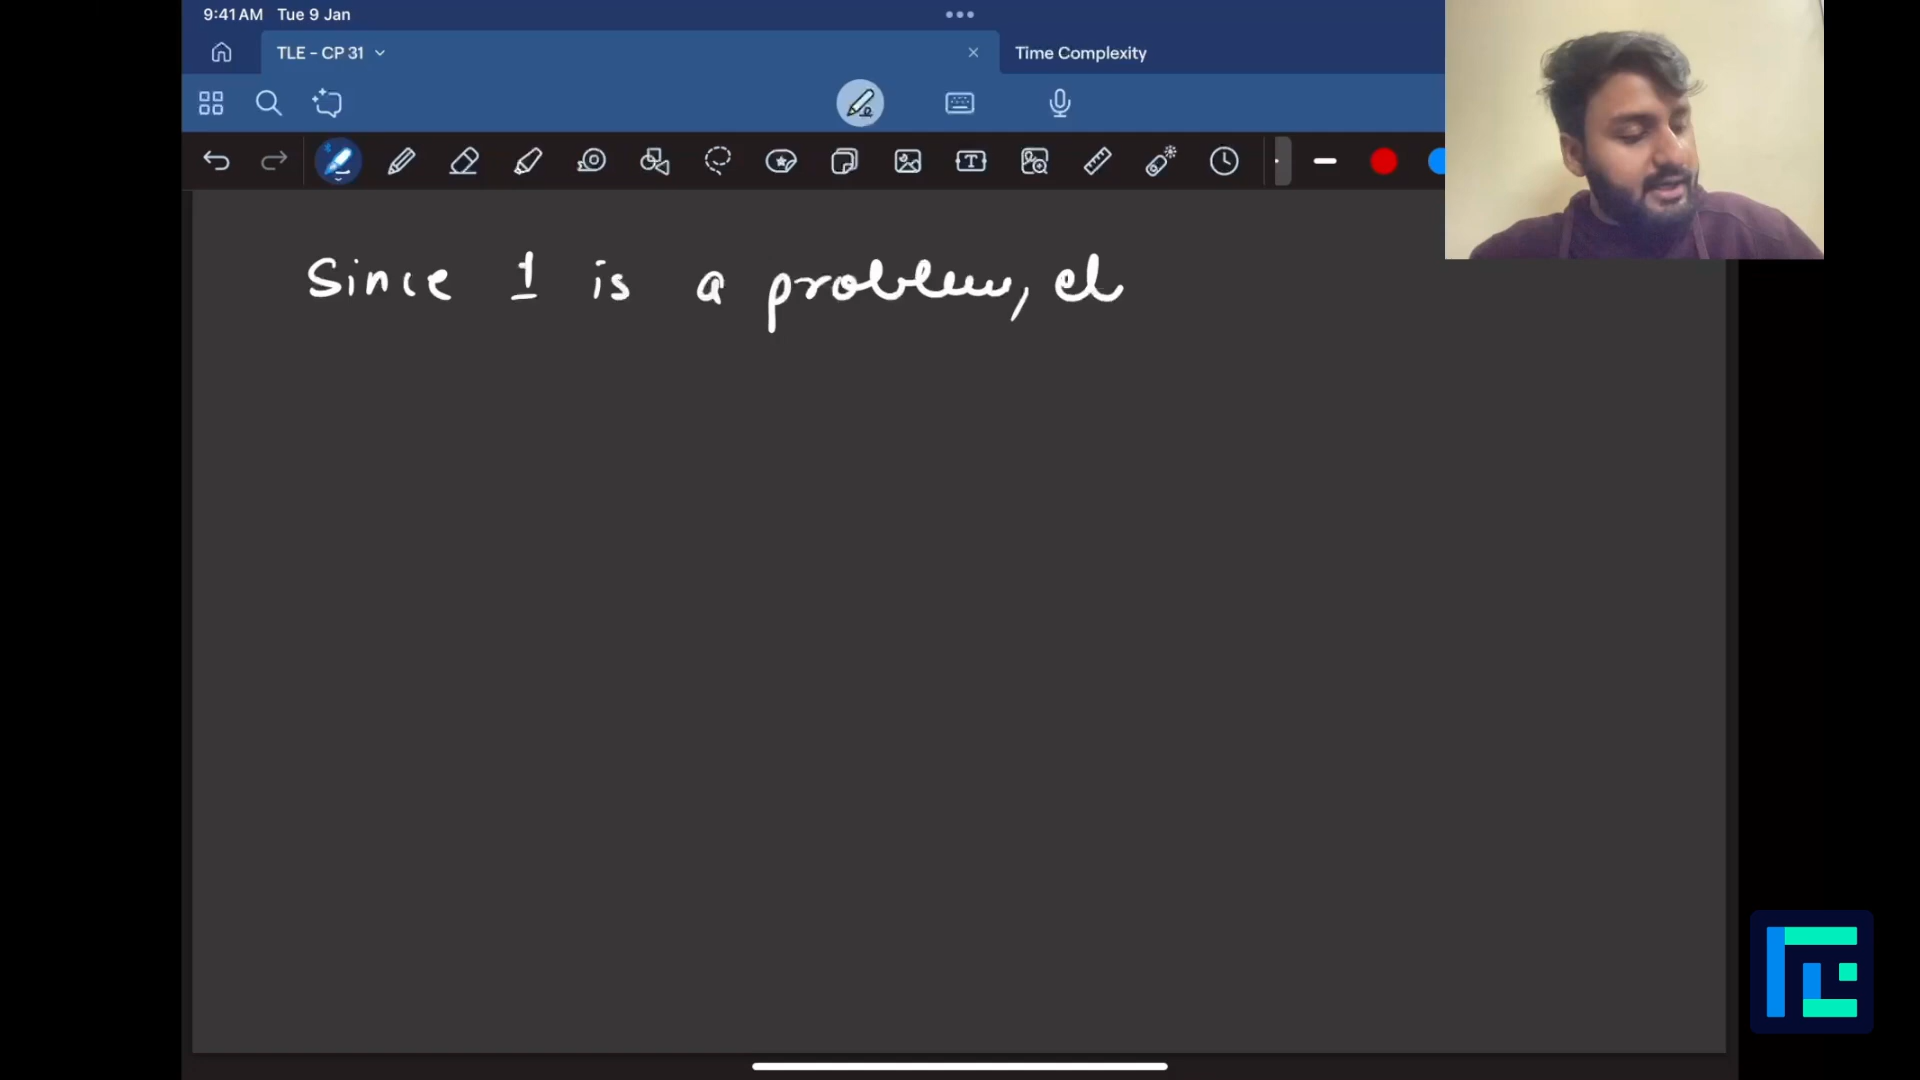 9:41 AM Tue 9 Jan
TLE - CP 31
Time Complexity
Since 1 is a problem, el